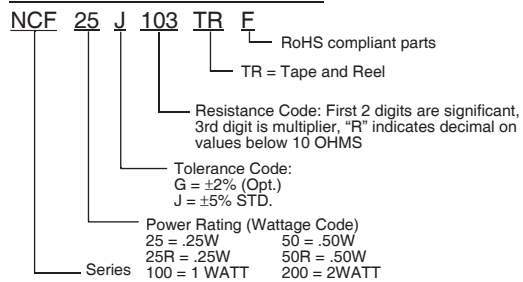 NCF 25 J 103 TR F
RoHS compliant parts
TR = Tape and Reel
Resistance Code: First 2 digits are significant,
3rd digit is multiplier, “R” indicates decimal on
values below 10 OHMS
Tolerance Code:
G = ±2% (Opt.)
J = ±5% STD.
Power Rating (Wattage Code)
25 = .25W 50 = .50W
25R = .25W 50R = .50W
100 = 1 WATT 200 = 2WATT
Series